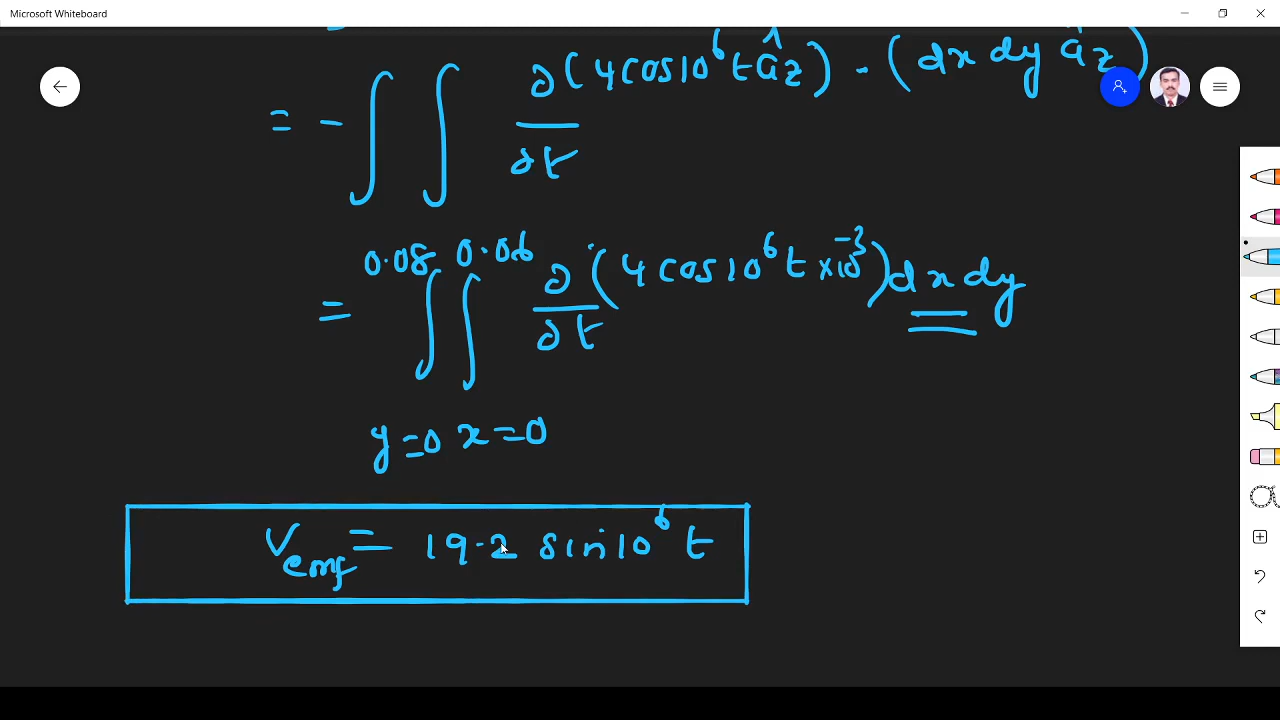 Microsoft Whiteboard
= - ∫ ∫ ∂(4cos10⁶t âz)/∂t · (dx dy âz)
0.08 0.06
= ∫ ∫ ∂/∂t (4cos10⁶t×10⁻³)dx dy
y=0 x=0
Vemf = 19.2 sin10⁶ t